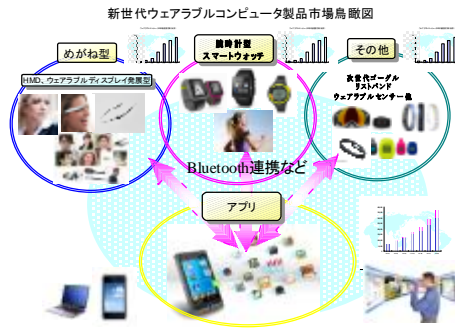 新世代ウェアラブルコンピュータ製品市場鳥瞰図
めがね型
腕時計型
スマートウォッチ
その他
HMD、ウェアラブルディスプレイ発展型
次世代ゴーグル
リストバンド
ウェアラブルセンサー他
Bluetooth連携など
アプリ